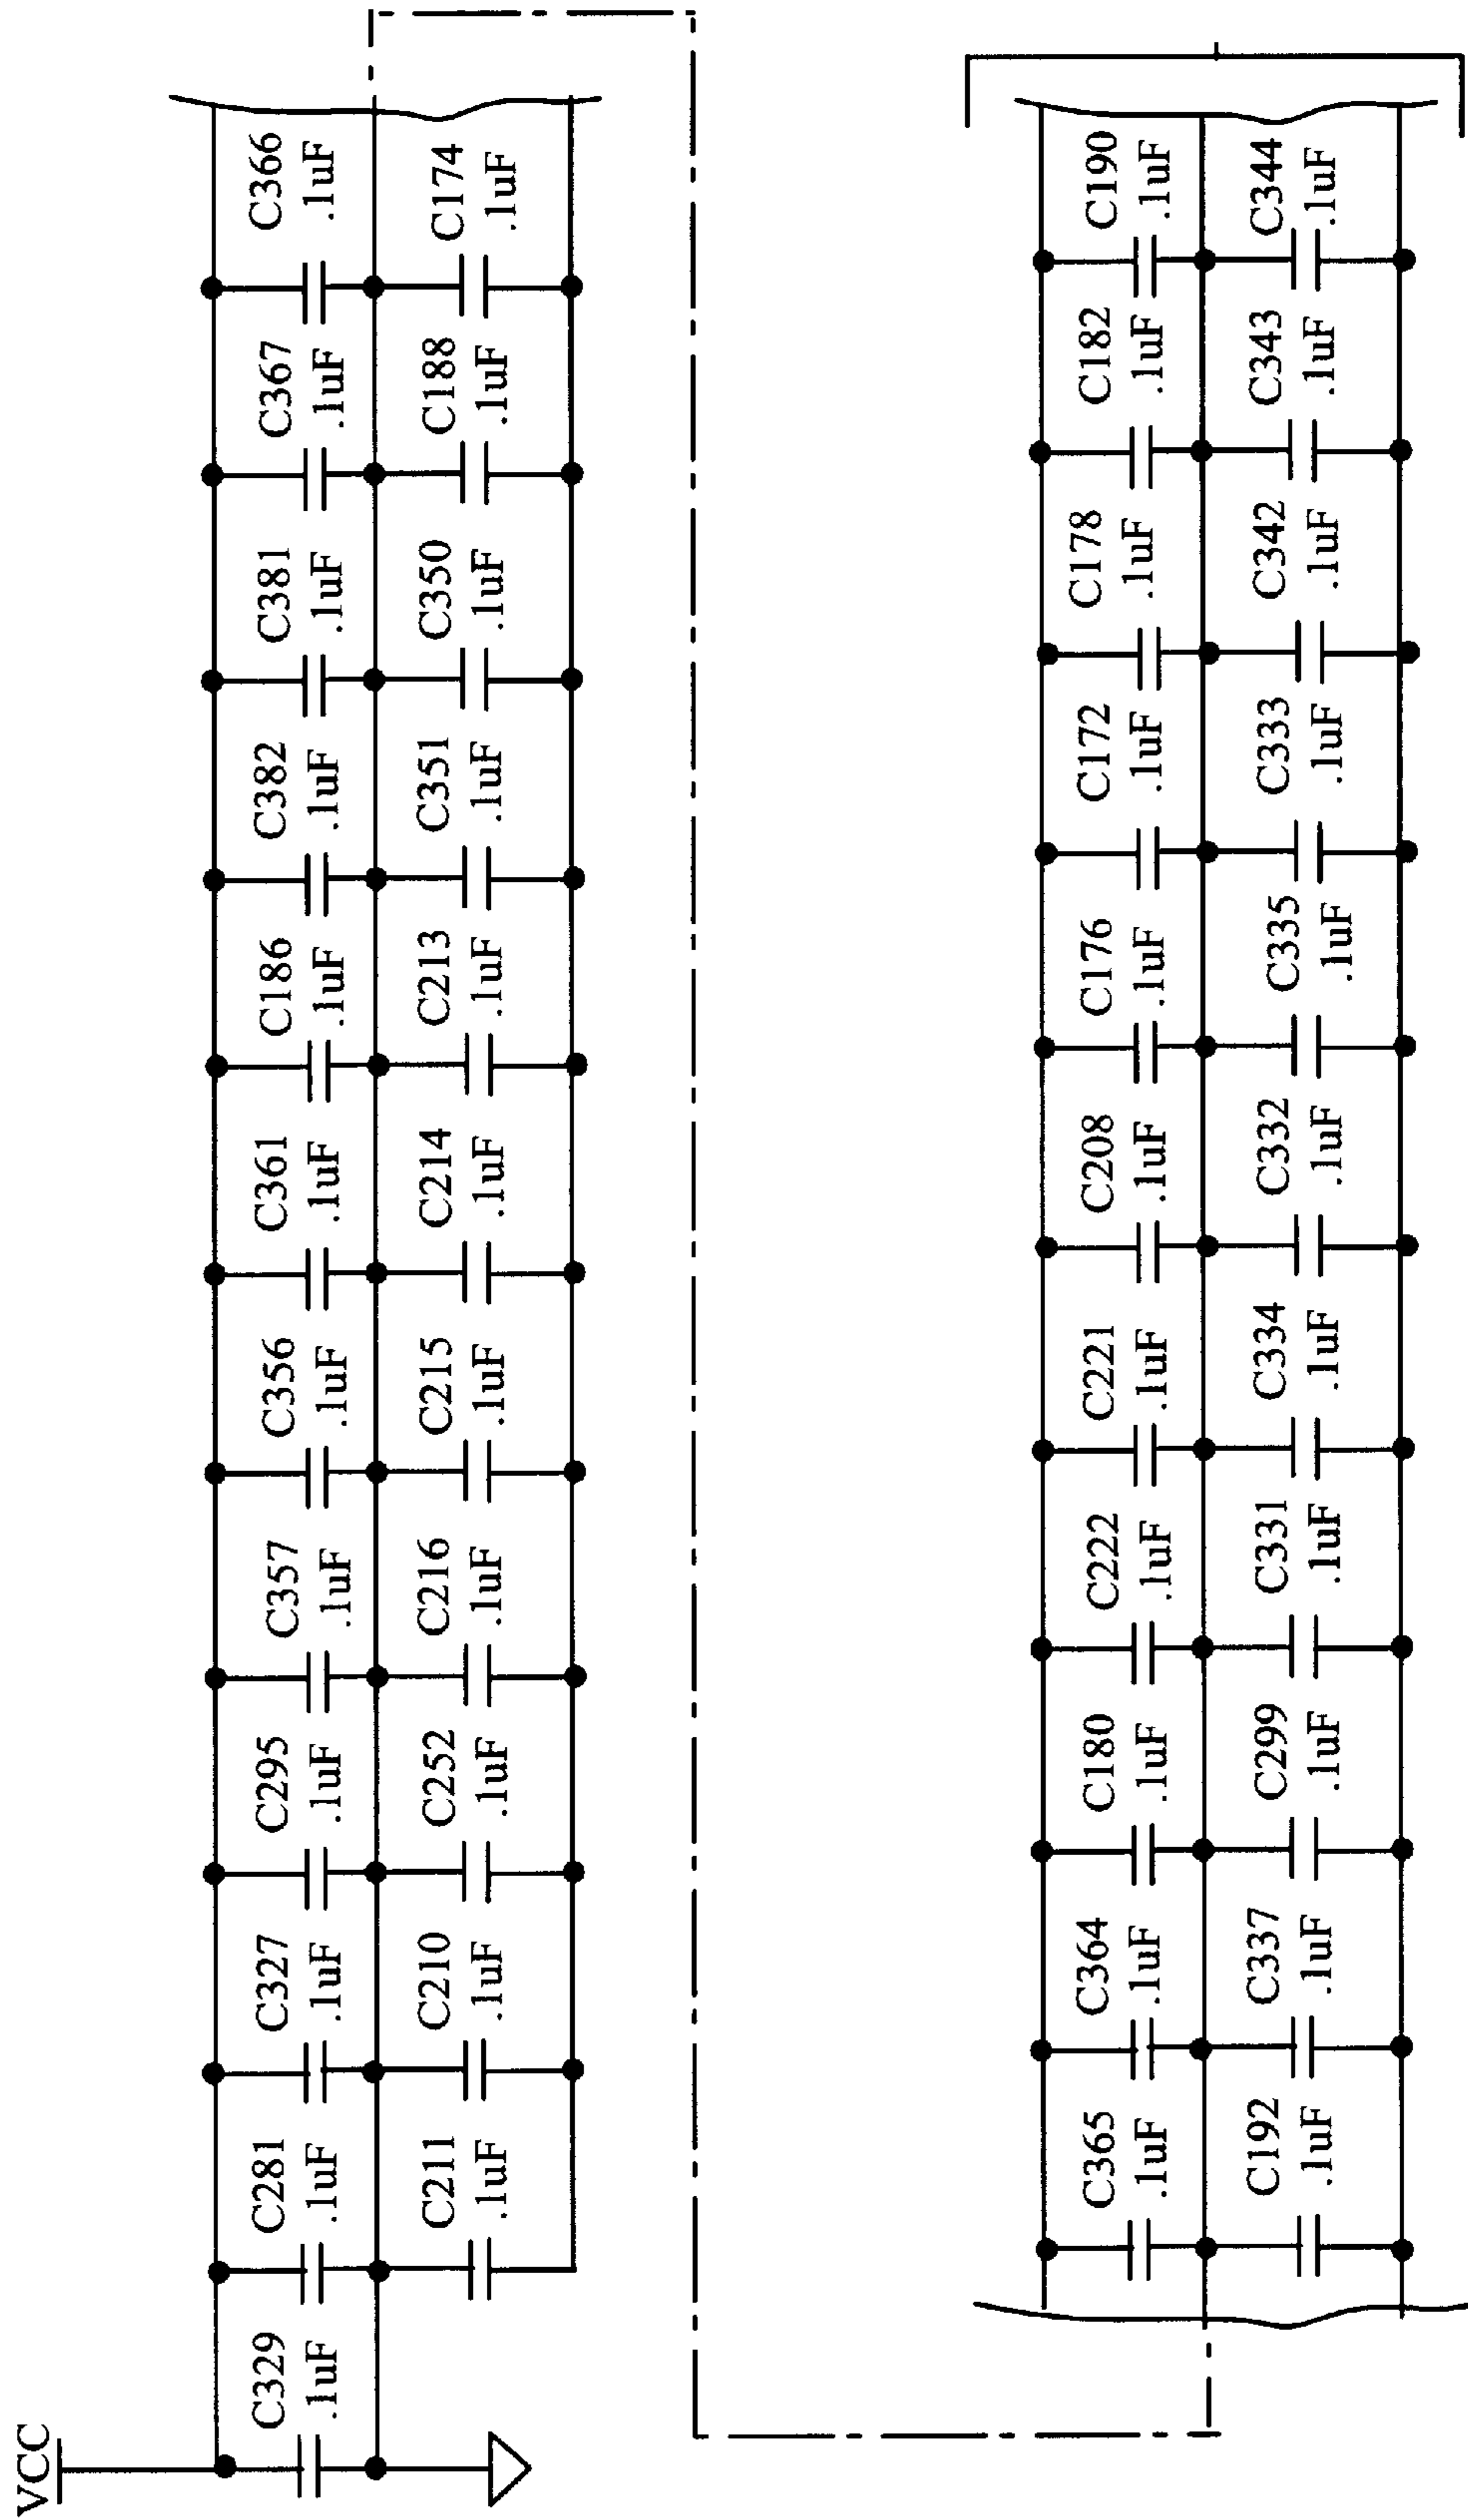 VCC
C329 C281 C327 C295 C357 C356 C361 C186 C382 C381 C367 C366
.1uF .1uF .1uF .1uF .1uF .1uF .1uF .1uF .1uF .1uF .1uF .1uF
C211 C210 C252 C216 C215 C214 C213 C351 C350 C188 C174
.1uF .1uF .1uF .1uF .1uF .1uF .1uF .1uF .1uF .1uF .1uF
C365 C364 C180 C222 C221 C208 C176 C172 C178 C182 C190
.1uF .1uF .1uF .1uF .1uF .1uF .1uF .1uF .1uF .1uF .1uF
C192 C337 C299 C331 C334 C332 C335 C333 C342 C343 C344
.1uF .1uF .1uF .1uF .1uF .1uF .1uF .1uF .1uF .1uF .1uF